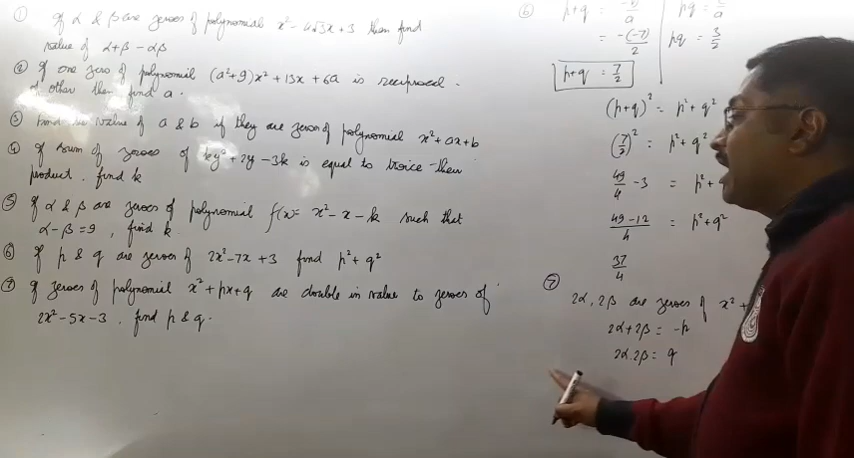 ① If α & β are zeroes of polynomial x² - 4√3x + 3 then find
value of α+β - αβ
② If one zero of polynomial (a²+9)x² + 13x + 6a is reciprocal
of other then find a.
③ Find the value of a & b if they are zeroes of polynomial x² + ax + b
④ If sum of zeroes of ky² + 2y - 3k is equal to twice their
product. find k
⑤ If α & β are zeroes of polynomial f(x) = x² - x - k such that
α - β = 9, find k
⑥ If p & q are zeroes of 2x² - 7x + 3 find p² + q²
⑦ If zeroes of polynomial x² + px + q are double in value to zeroes of
2x² - 5x - 3. find p & q.
⑥
p+q =
pq =
= -(-7)/2
pq = 3/2
p+q = 7/2
(p+q)² = p² + q²
(7/2)² = p² + q²
49/4 - 3 = p² +
(49-12)/4 = p² + q²
37/4
⑦
2α, 2β are zeroes of x² +
2α + 2β = -p
2α.2β = q